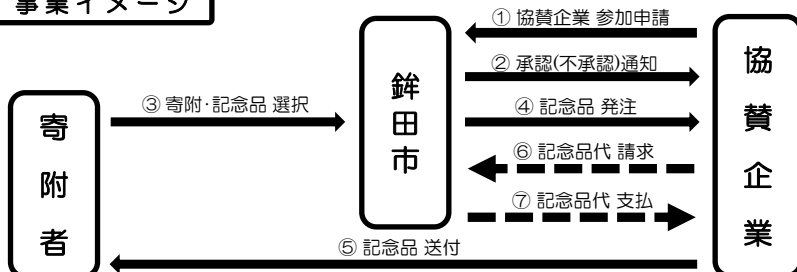 事業イメージ
① 協賛企業 参加申請
② 承認(不承認)通知
③ 寄附・記念品 選択
④ 記念品 発注
⑥ 記念品代 請求
⑦ 記念品代 支払
⑤ 記念品 送付
寄附者
鉾田市
協賛企業